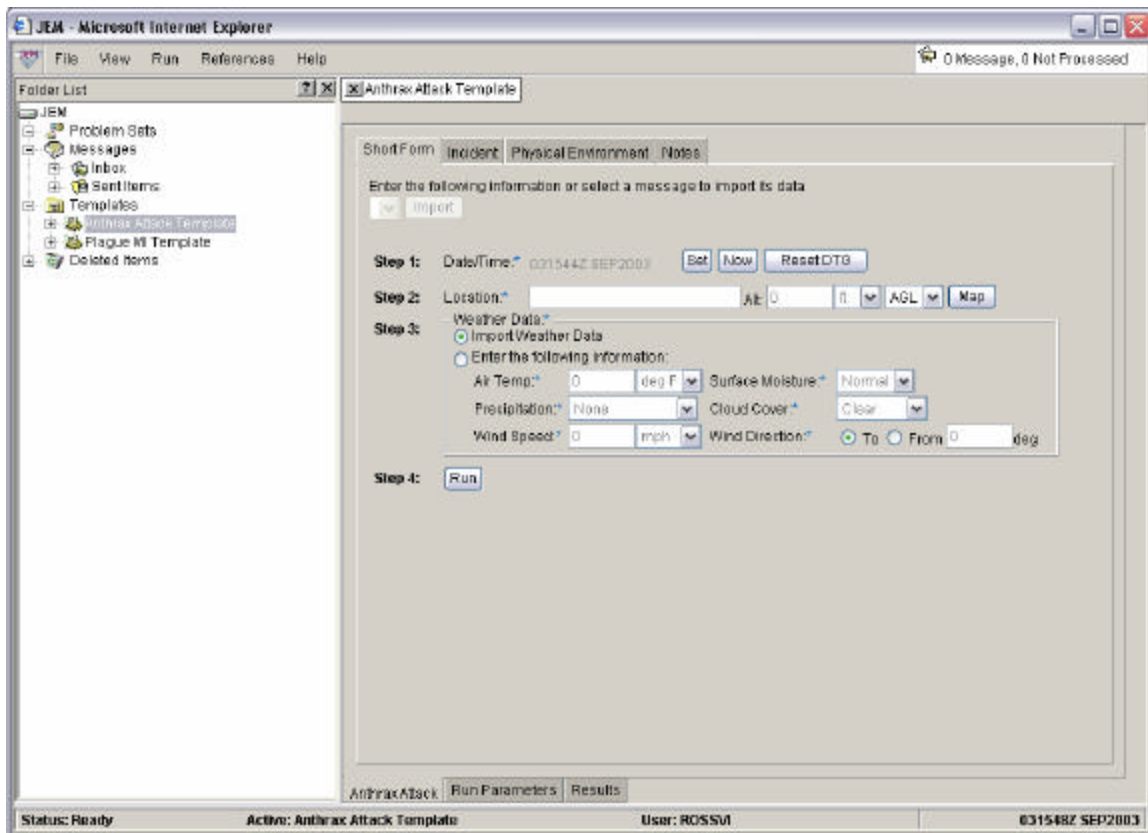 JEM - Microsoft Internet Explorer
File View Run References Help
0 Message, 0 Not Processed
Folder List
JEM
Problem Sets
Messages
Inbox
Sent Items
Templates
Anthrax Attack Template
Plague MI Template
Deleted Items
Anthrax Attack Template
Short Form Incident Physical Environment Notes
Enter the following information or select a message to import its data
Import
Step 1: Date/Time:* 031544Z SEP2003 Set Now Reset DTG
Step 2: Location:* Alt: 0 ft AGL Map
Step 3: Weather Data:*
Import Weather Data
Enter the following information:
Air Temp:* 0 deg F Surface Moisture:* Normal
Precipitation:* None Cloud Cover:* Clear
Wind Speed:* 0 mph Wind Direction:* To From 0 deg
Step 4: Run
Anthrax Attack Run Parameters Results
Status: Ready Active: Anthrax Attack Template User: ROSSVI 031548Z SEP2003